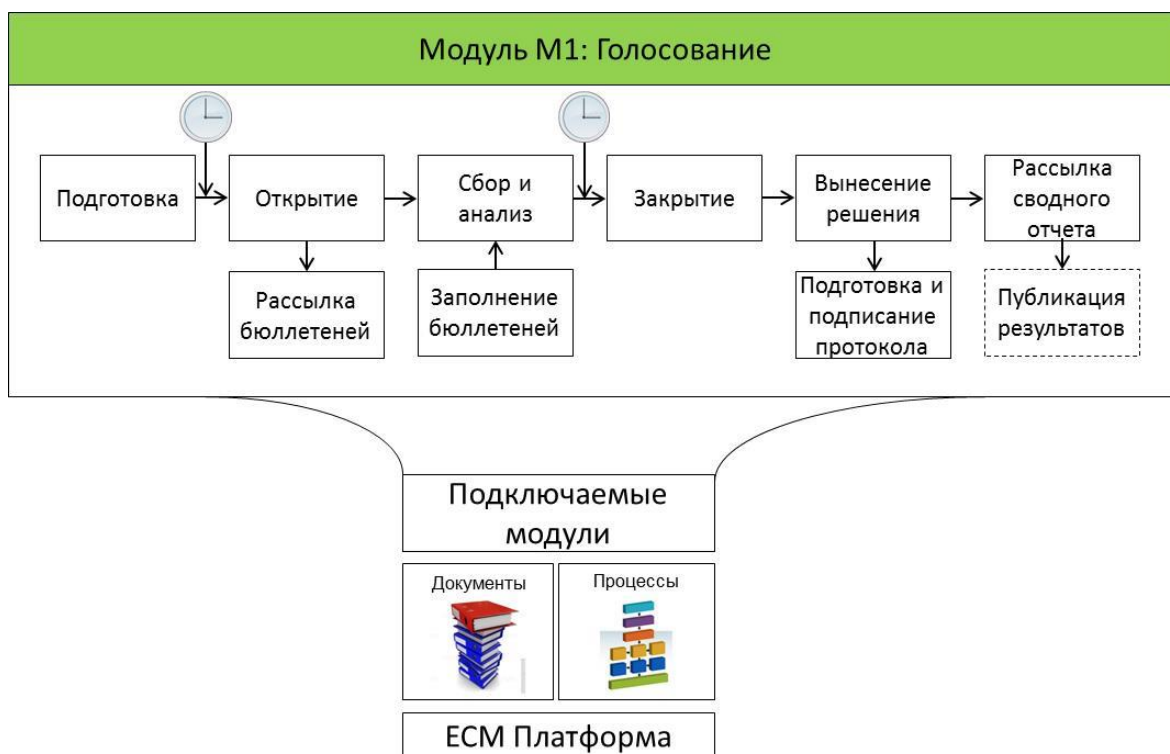 Модуль М1: Голосование
Подготовка
Открытие
Сбор и
анализ
Закрытие
Вынесение
решения
Рассылка
сводного
отчета
Рассылка
бюллетеней
Заполнение
бюллетеней
Подготовка и
подписание
протокола
Публикация
результатов
Подключаемые
модули
Документы
Процессы
ECM Платформа